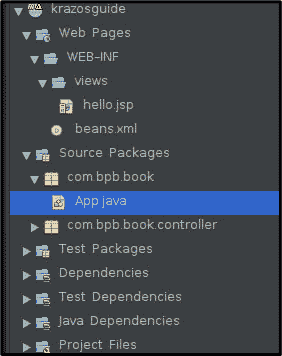 krazosguide
Web Pages
WEB-INF
views
hello.jsp
beans.xml
Source Packages
com.bpb.book
App.java
com.bpb.book.controller
Test Packages
Dependencies
Test Dependencies
Java Dependencies
Project Files